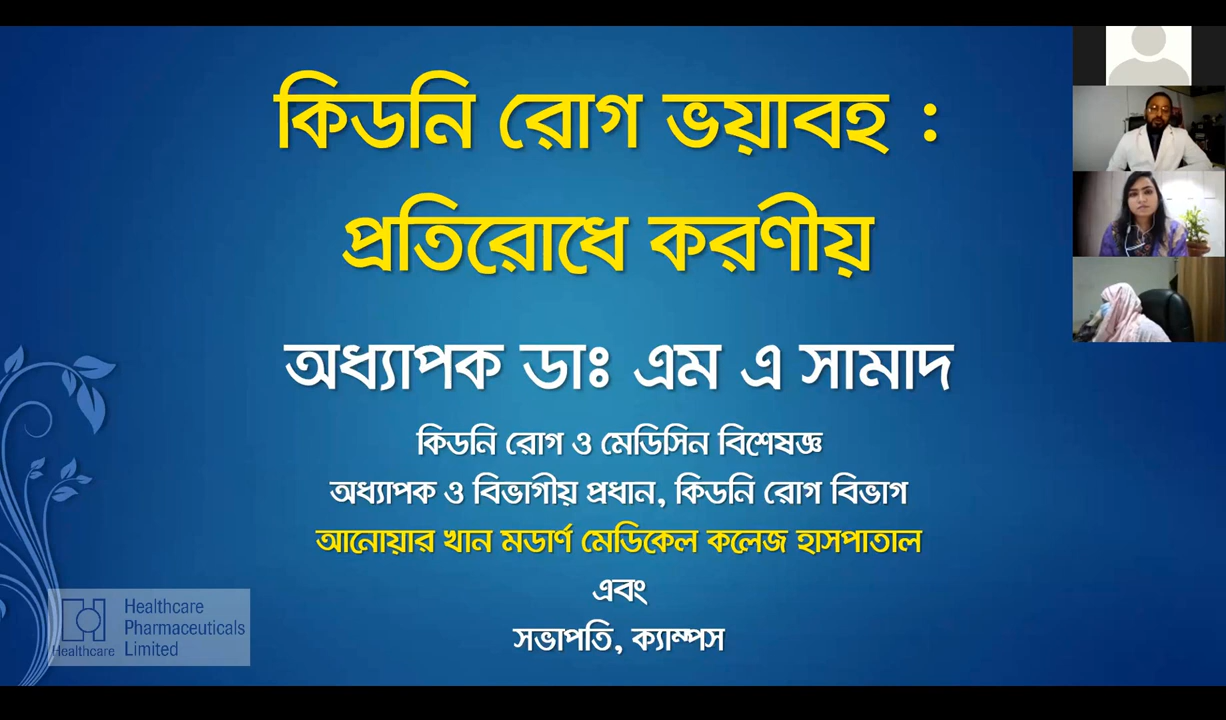 কিডনি রোগ ভয়াবহ :
প্রতিরোধে করণীয়
অধ্যাপক ডাঃ এম এ সামাদ
কিডনি রোগ ও মেডিসিন বিশেষজ্ঞ
অধ্যাপক ও বিভাগীয় প্রধান, কিডনি রোগ বিভাগ
আনোয়ার খান মডার্ণ মেডিকেল কলেজ হাসপাতাল
এবং
সভাপতি, ক্যাম্পস
Healthcare
Pharmaceuticals
Limited
Healthcare